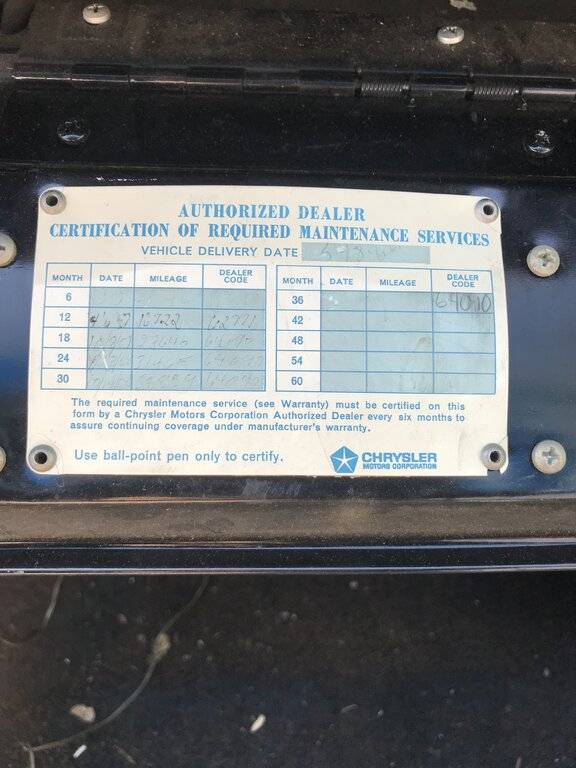 AUTHORIZED DEALER
CERTIFICATION OF REQUIRED MAINTENANCE SERVICES
VEHICLE DELIVERY DATE
MONTH DATE MILEAGE DEALER CODE MONTH DATE MILEAGE DEALER CODE
6 36
12 42
18 48
24 54
30 60
The required maintenance service (see Warranty) must be certified on this
form by a Chrysler Motors Corporation Authorized Dealer every six months to
assure continuing coverage under manufacturer's warranty.
Use ball-point pen only to certify. CHRYSLER
MOTORS CORPORATION